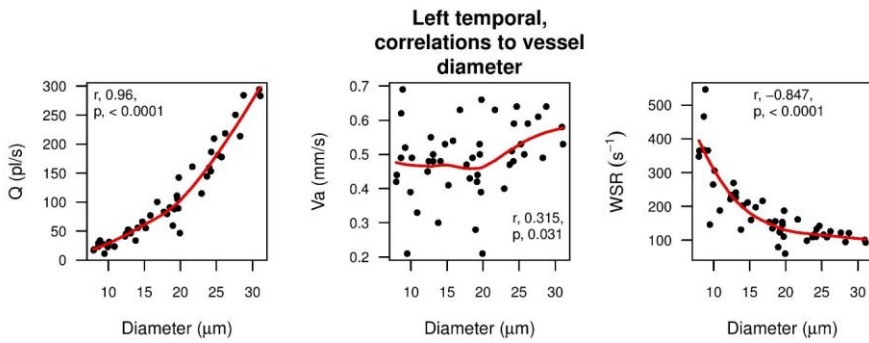 Left temporal,
correlations to vessel
diameter
Q (pl/s)
300
250
200
150
100
50
0
r, 0.96,
p, < 0.0001
10 15 20 25 30
Diameter (μm)
Va (mm/s)
0.7
0.6
0.5
0.4
0.3
0.2
r, 0.315,
p, 0.031
10 15 20 25 30
Diameter (μm)
WSR (s⁻¹)
500
400
300
200
100
r, −0.847,
p, < 0.0001
10 15 20 25 30
Diameter (μm)